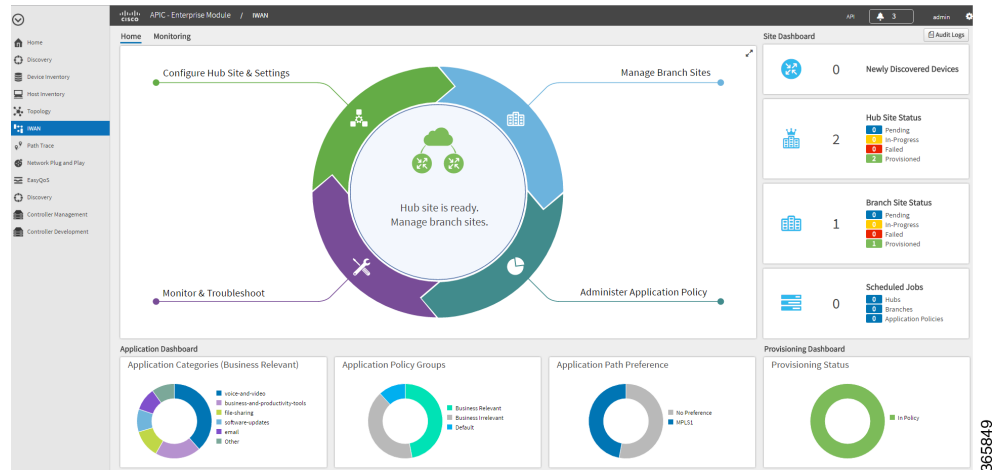 cisco
APIC - Enterprise Module / IWAN
API
3
admin
Home
Discovery
Device Inventory
Host Inventory
Topology
IWAN
Path Trace
Network Plug and Play
EasyQoS
Discovery
Controller Management
Controller Development
Home Monitoring
Configure Hub Site & Settings
Manage Branch Sites
Hub site is ready.
Manage branch sites.
Monitor & Troubleshoot
Administer Application Policy
Site Dashboard
Audit Logs
0 Newly Discovered Devices
Hub Site Status
2
0 Pending
0 In-Progress
0 Failed
2 Provisioned
Branch Site Status
1
0 Pending
0 In-Progress
0 Failed
1 Provisioned
Scheduled Jobs
0
0 Hubs
0 Branches
0 Application Policies
Application Dashboard
Application Categories (Business Relevant)
voice-and-video
business-and-productivity-tools
file-sharing
software-updates
email
Other
Application Policy Groups
Business Relevant
Business Irrelevant
Default
Application Path Preference
No Preference
MPLS1
Provisioning Dashboard
Provisioning Status
In Policy
365849